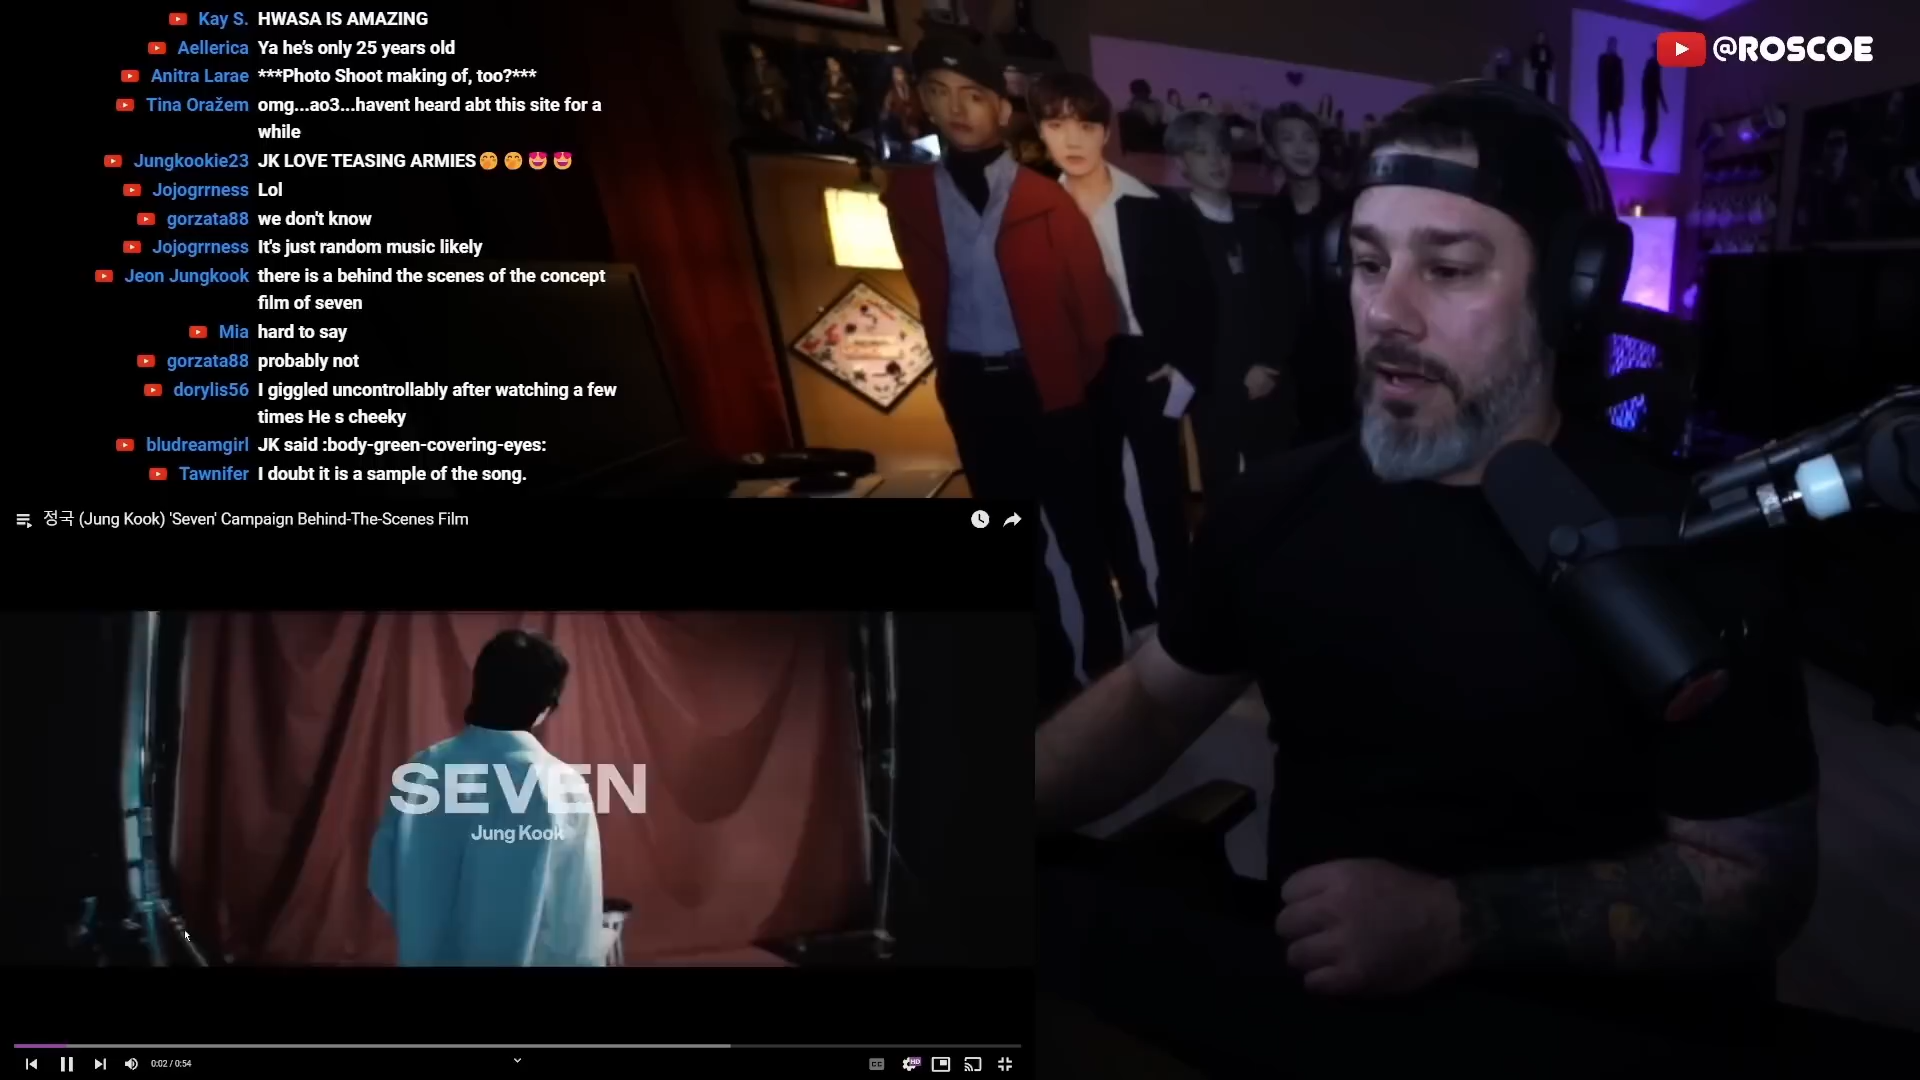 Kay S. HWASA IS AMAZING
Aellerica Ya he's only 25 years old
Anitra Larae ***Photo Shoot making of, too?***
Tina Oražem omg...ao3...havent heard abt this site for a
while
Jungkookie23 JK LOVE TEASING ARMIES🤭🤭😍😍
Jojogrrness Lol
gorzata88 we don't know
Jojogrrness It's just random music likely
Jeon Jungkook there is a behind the scenes of the concept
film of seven
Mia hard to say
gorzata88 probably not
dorylis56 I giggled uncontrollably after watching a few
times He s cheeky
bludreamgirl JK said :body-green-covering-eyes:
Tawnifer I doubt it is a sample of the song.
@ROSCOE
정국 (Jung Kook) 'Seven' Campaign Behind-The-Scenes Film
SEVEN
Jung Kook
0:02 / 0:54
CC
HD